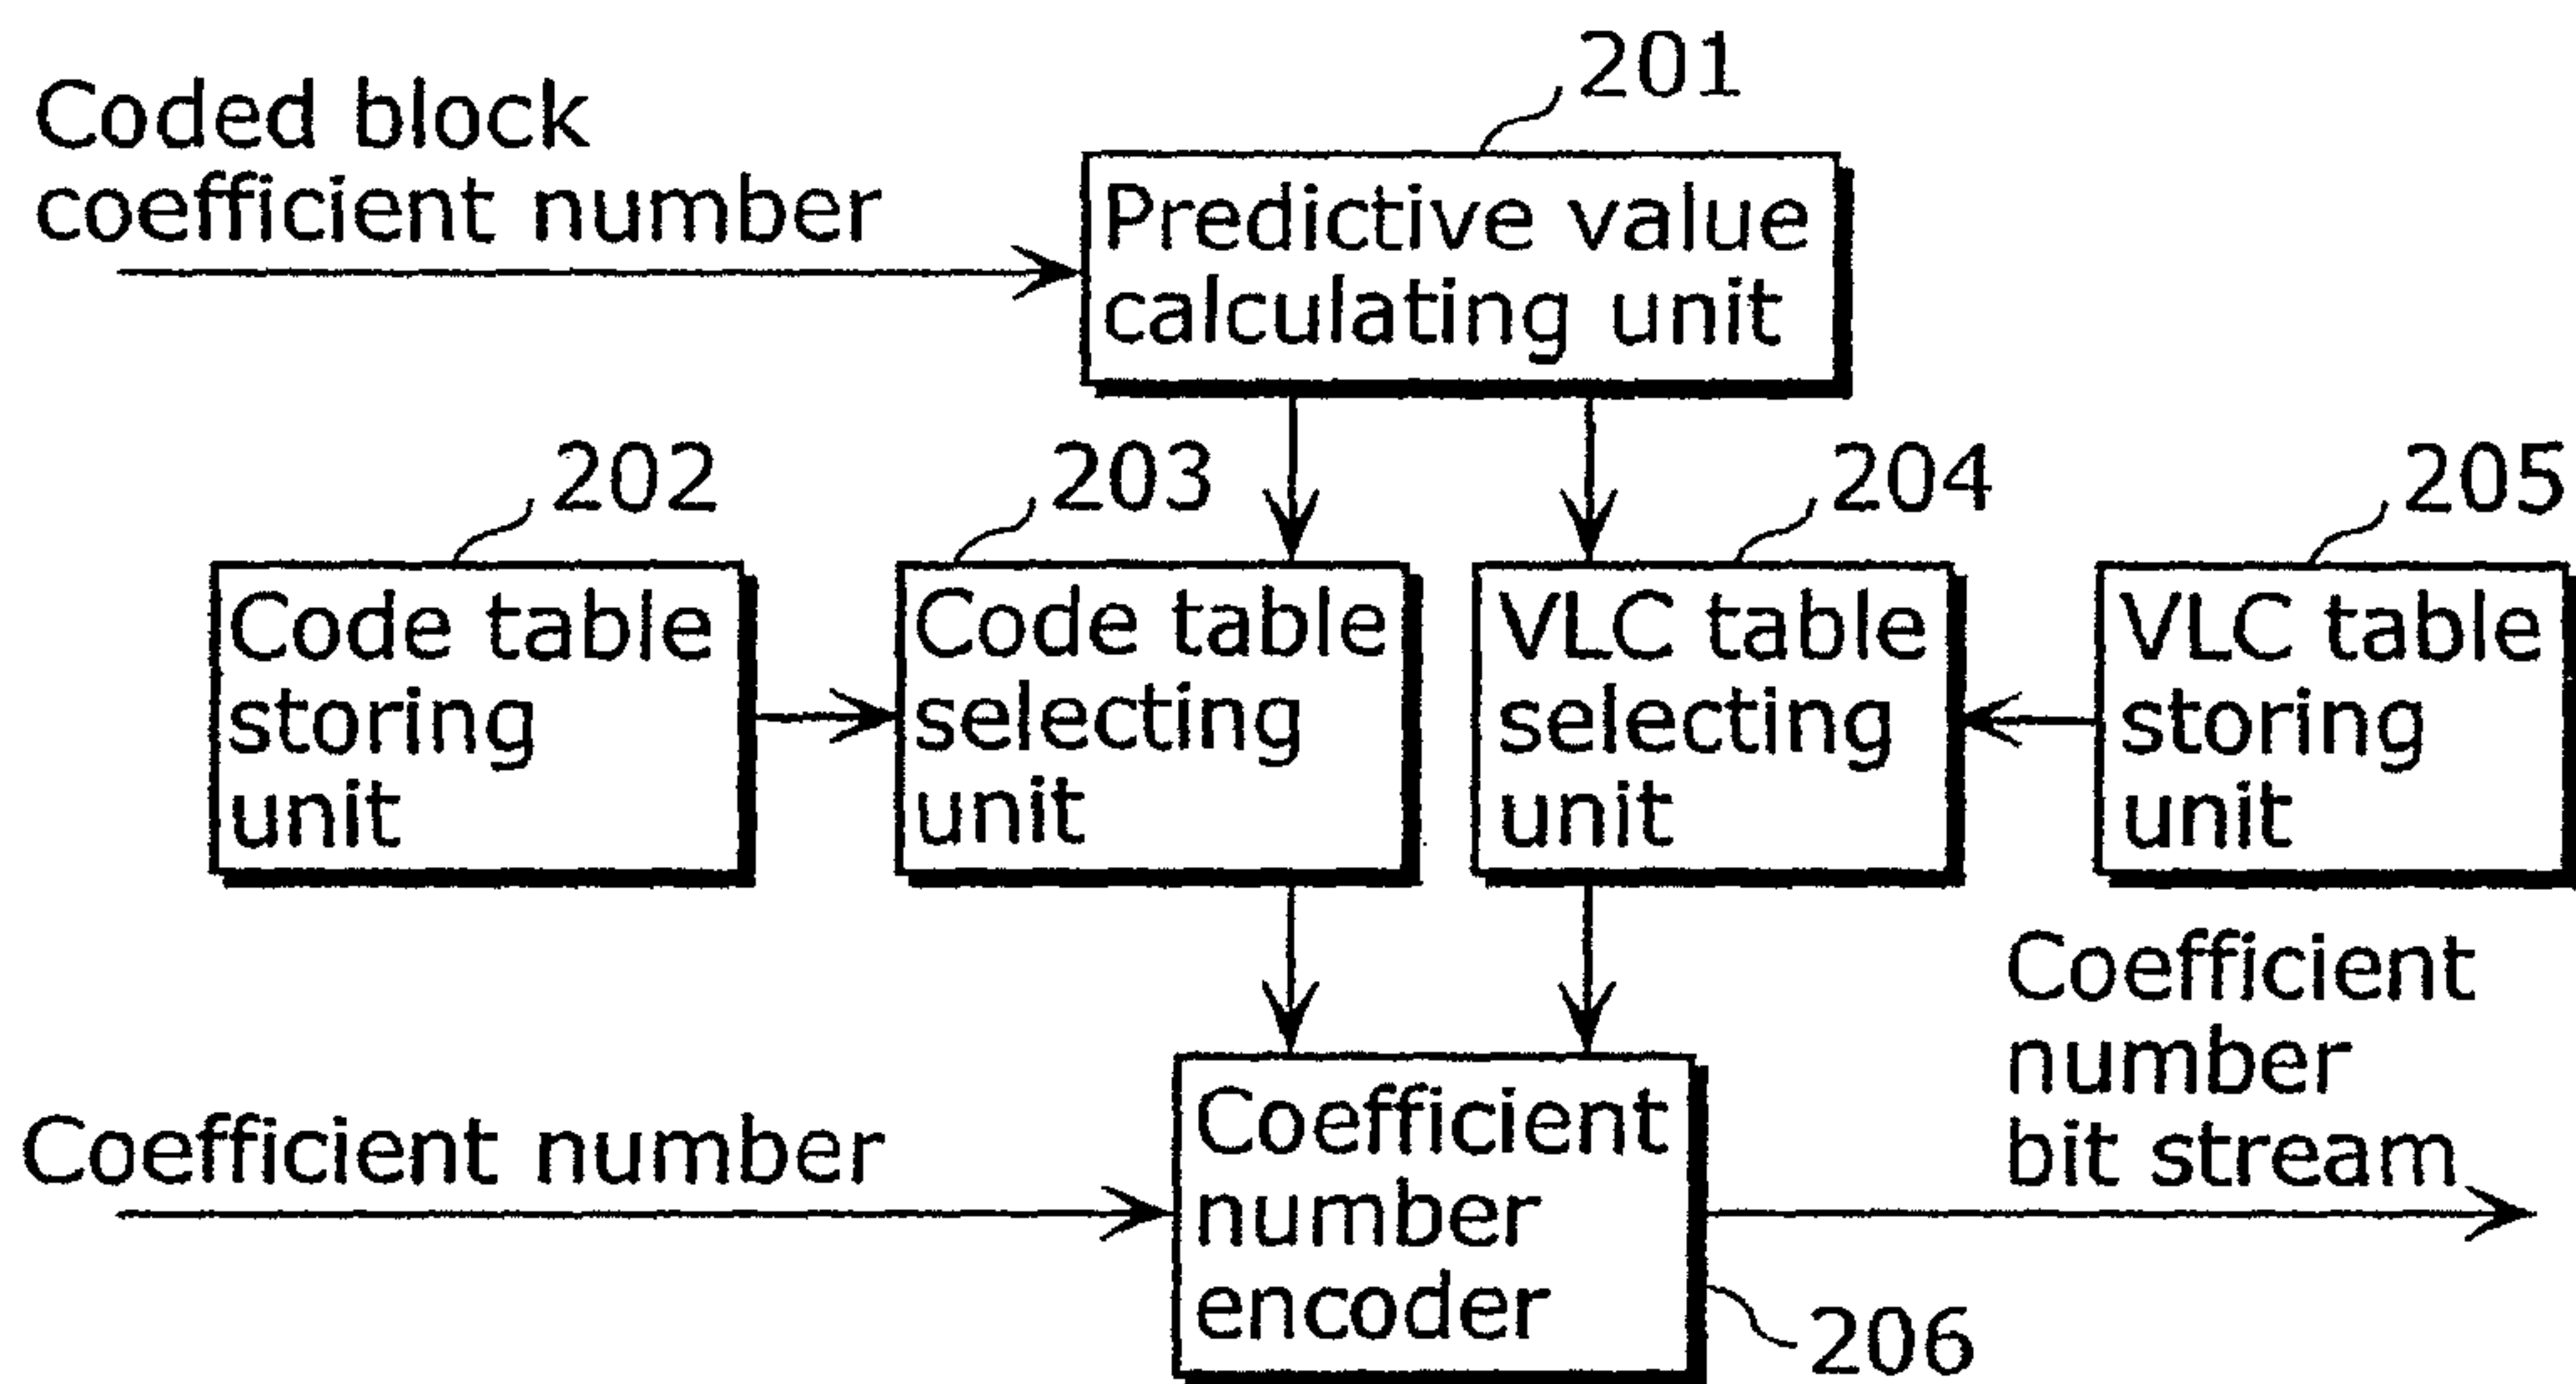 201
Coded block
coefficient number
Predictive value
calculating unit
202
203
204
205
Code table
storing
unit
Code table
selecting
unit
VLC table
selecting
unit
VLC table
storing
unit
Coefficient
number
bit stream
Coefficient number
Coefficient
number
encoder
206